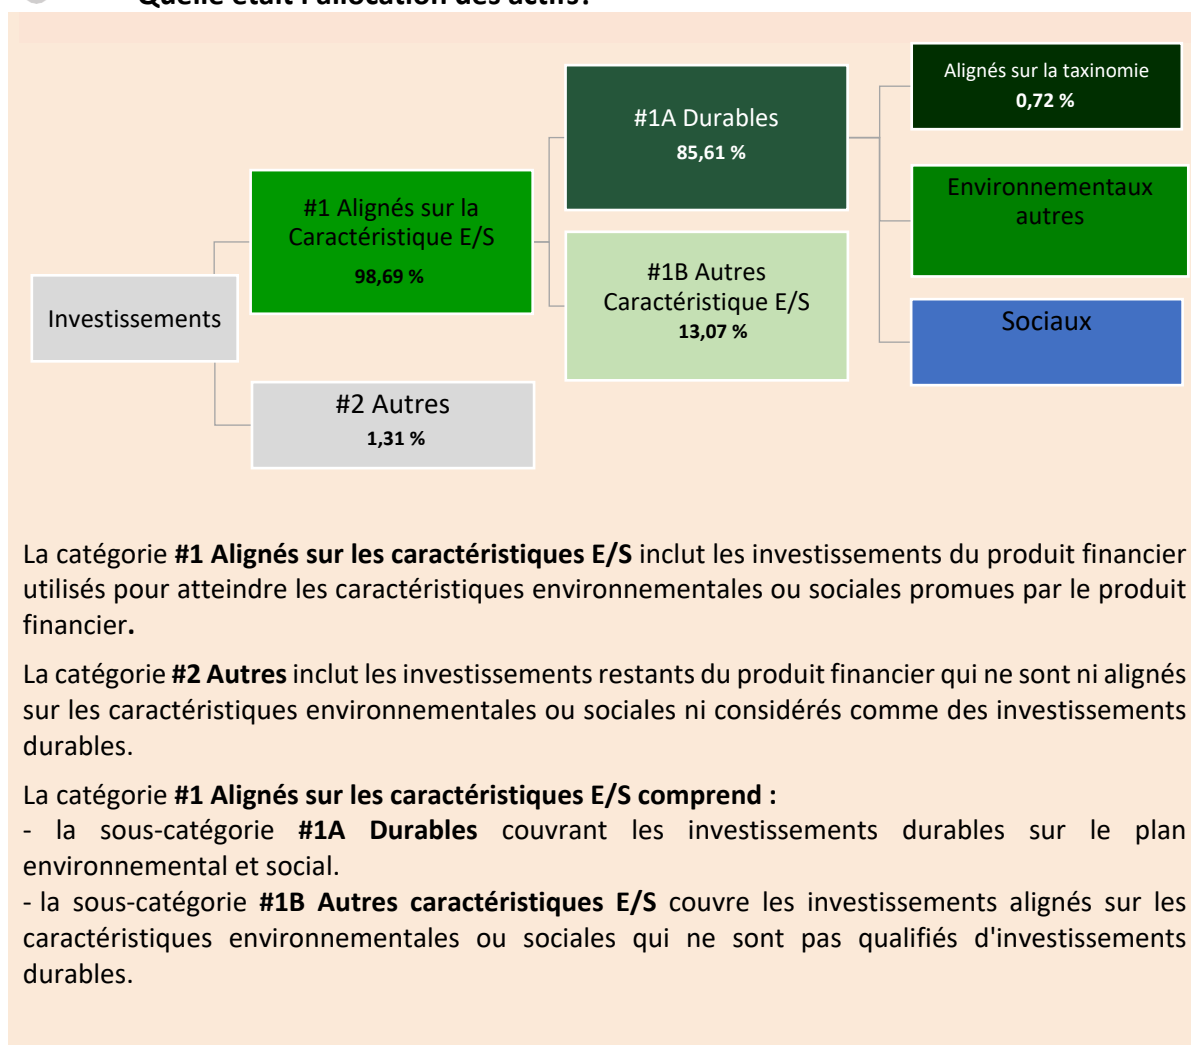 Quelle était l'allocation des actifs?
Alignés sur la taxinomie
0,72 %
#1A Durables
85,61 %
Environnementaux
autres
#1 Alignés sur la
Caractéristique E/S
98,69 %
#1B Autres
Caractéristique E/S
13,07 %
Investissements
Sociaux
#2 Autres
1,31 %
La catégorie #1 Alignés sur les caractéristiques E/S inclut les investissements du produit financier
utilisés pour atteindre les caractéristiques environnementales ou sociales promues par le produit
financier.
La catégorie #2 Autres inclut les investissements restants du produit financier qui ne sont ni alignés
sur les caractéristiques environnementales ou sociales ni considérés comme des investissements
durables.
La catégorie #1 Alignés sur les caractéristiques E/S comprend :
- la sous-catégorie #1A Durables couvrant les investissements durables sur le plan
environnemental et social.
- la sous-catégorie #1B Autres caractéristiques E/S couvre les investissements alignés sur les
caractéristiques environnementales ou sociales qui ne sont pas qualifiés d'investissements
durables.